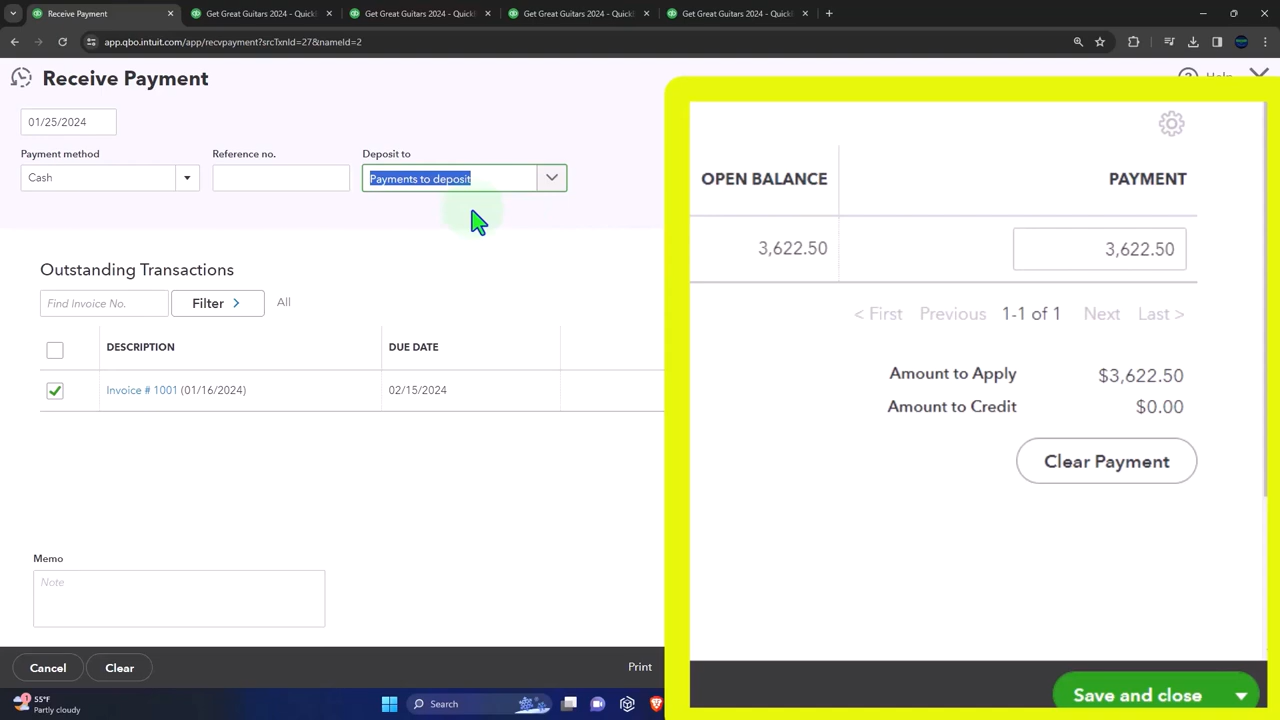 Receive Payment
Get Great Guitars 2024 - Quick
Get Great Guitars 2024 - QuickB
Get Great Guitars 2024 - QuickB
Get Great Guitars 2024 - Quick
app.qbo.intuit.com/app/recvpayment?srcTxnId=27&nameId=2
Receive Payment
Help
01/25/2024
Payment method
Reference no.
Deposit to
Cash
Payments to deposit
OPEN BALANCE
PAYMENT
3,622.50
3,622.50
Outstanding Transactions
Find Invoice No.
Filter
All
< First Previous 1-1 of 1 Next Last >
DESCRIPTION
DUE DATE
Invoice # 1001 (01/16/2024)
02/15/2024
Amount to Apply $3,622.50
Amount to Credit $0.00
Clear Payment
Memo
Note
Cancel
Clear
Print
Save and close
55°F
Partly cloudy
Search